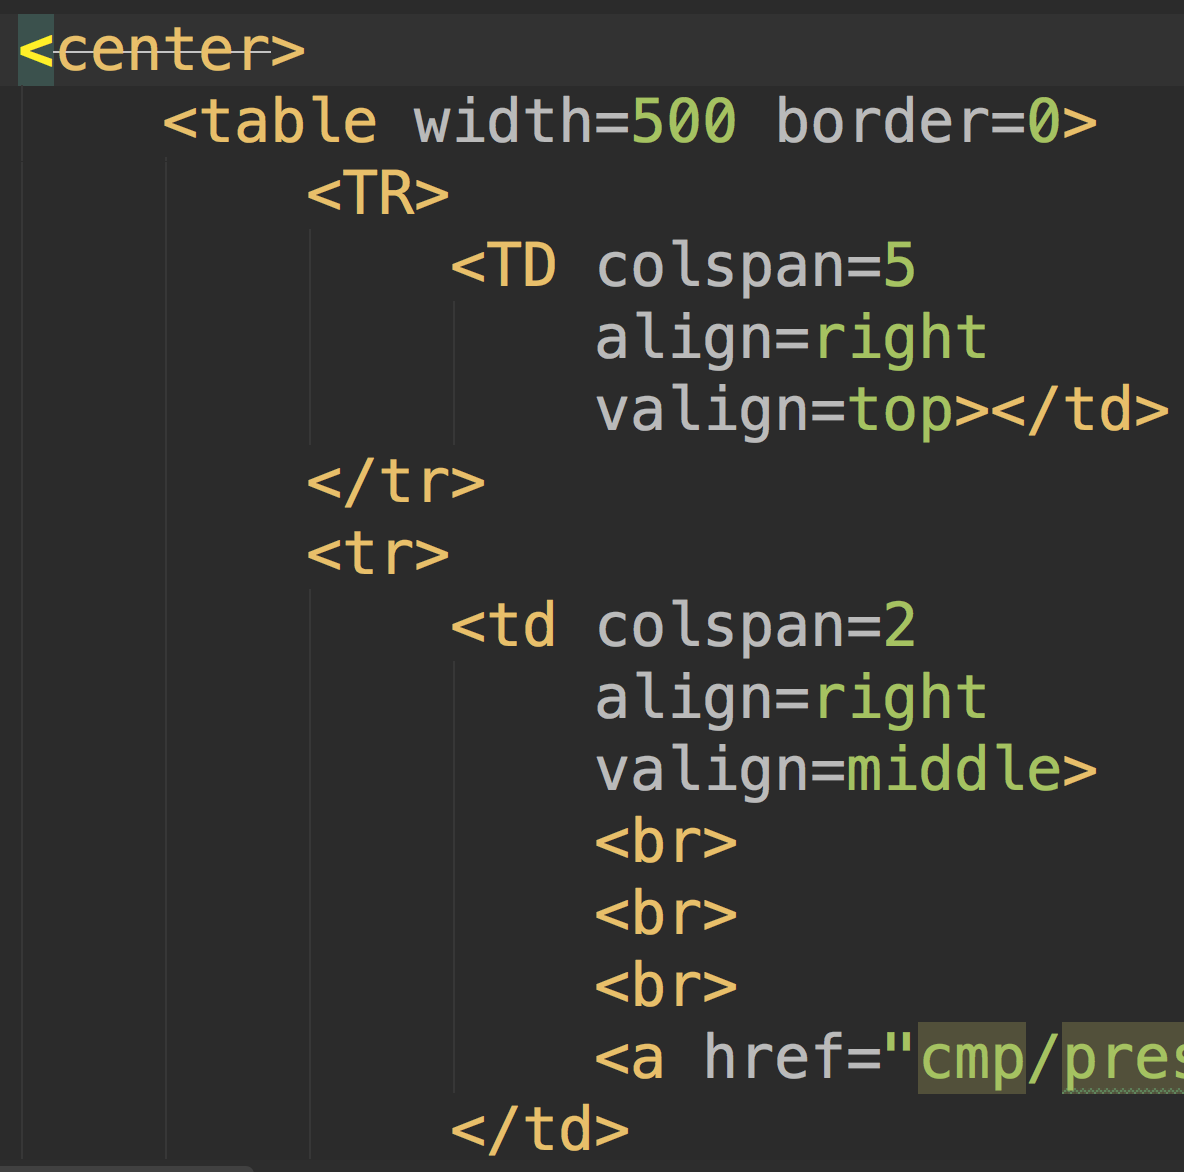 <center>
<table width=500 border=0>
<TR>
<TD colspan=5
align=right
valign=top></td>
</tr>
<tr>
<td colspan=2
align=right
valign=middle>
<br>
<br>
<br>
<a href="cmp/pres
</td>